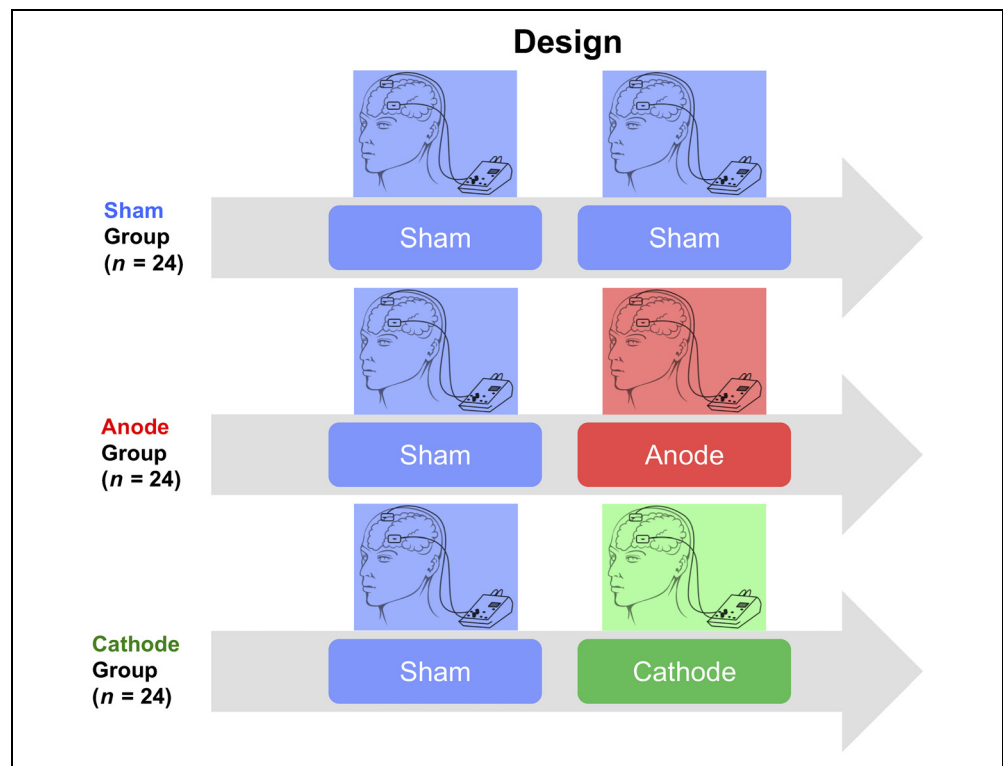 Design
Sham
Group
(n = 24)
Sham
Sham
Anode
Group
(n = 24)
Sham
Anode
Cathode
Group
(n = 24)
Sham
Cathode